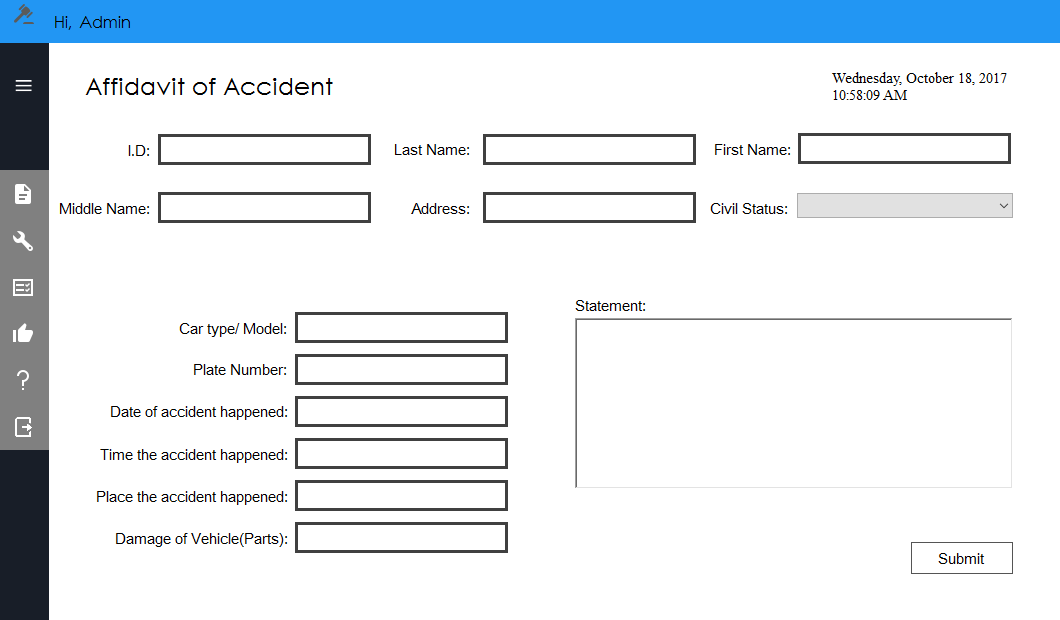 Hi, Admin
Affidavit of Accident
Wednesday, October 18, 2017
10:58:09 AM
I.D:
Last Name:
First Name:
Middle Name:
Address:
Civil Status:
Statement:
Car type/ Model:
Plate Number:
Date of accident happened:
Time the accident happened:
Place the accident happened:
Damage of Vehicle(Parts):
Submit